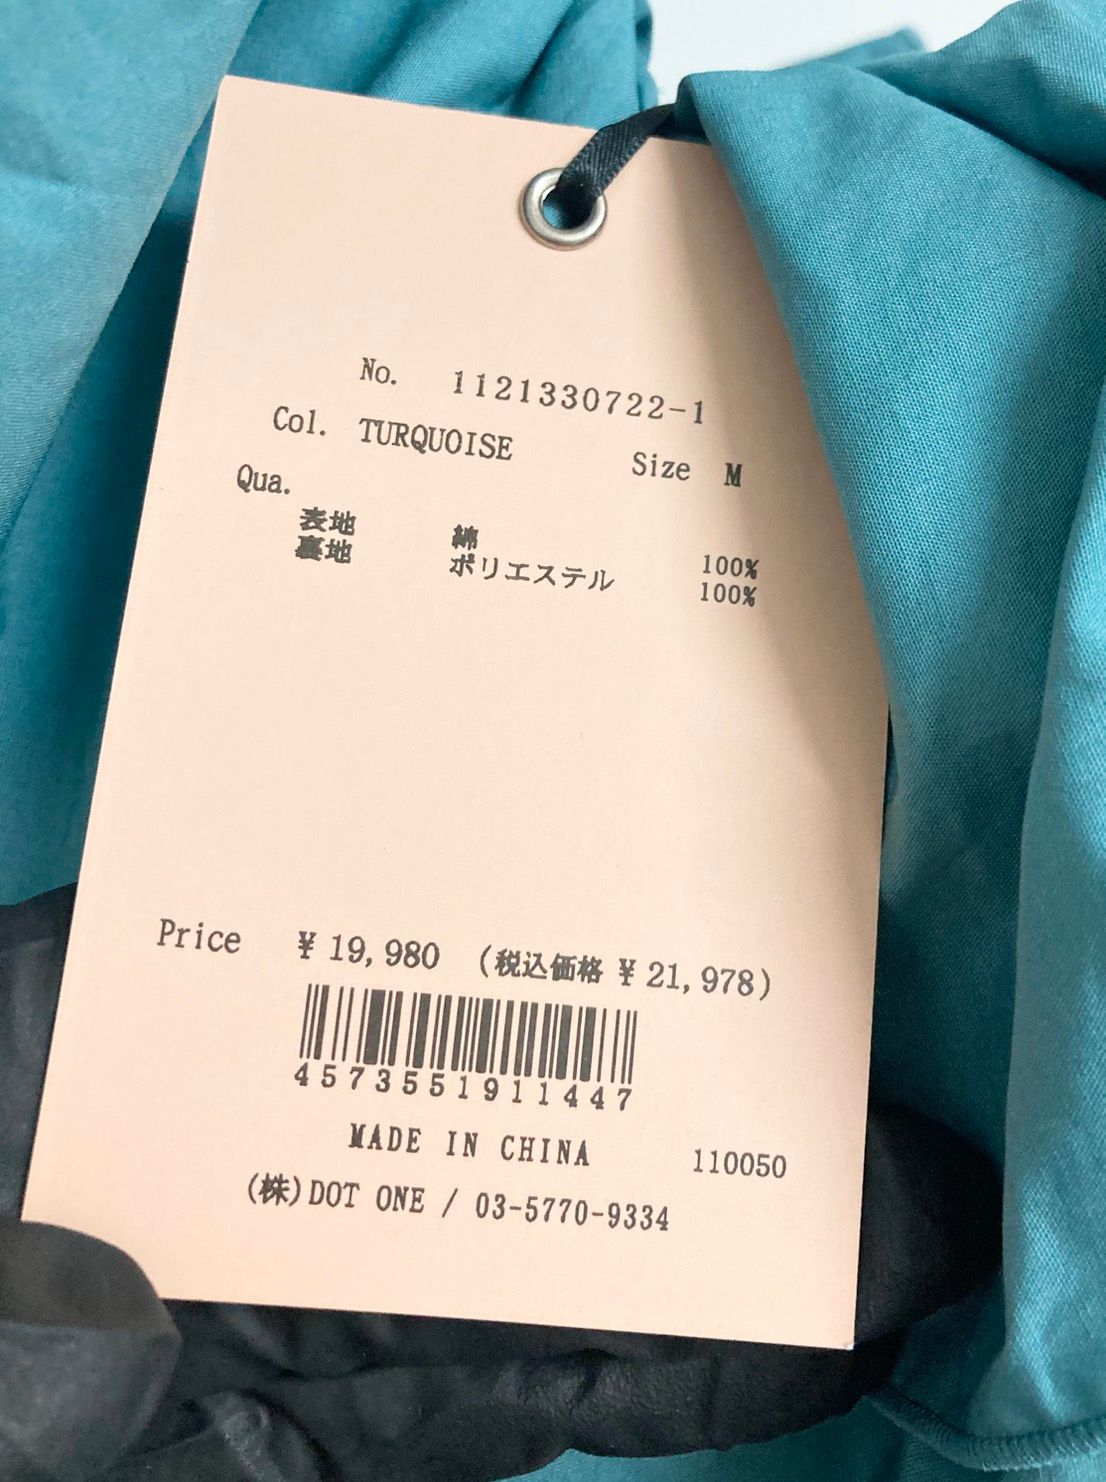 No. 1121330722-1
Col. TURQUOISE Size M
Qua.
表地 綿 100%
裏地 ポリエステル 100%
Price ¥ 19,980 (税込価格 ¥ 21,978)
4573551911447
MADE IN CHINA 110050
(株)DOT ONE / 03-5770-9334